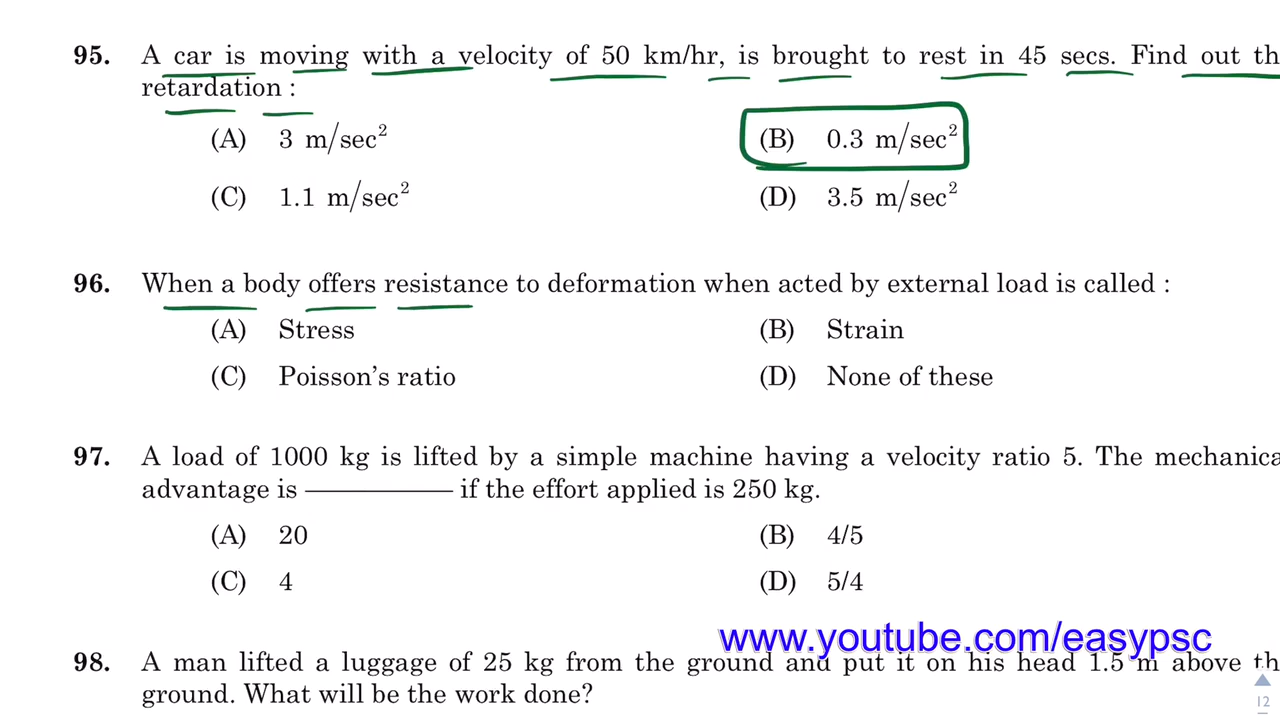 95. A car is moving with a velocity of 50 km/hr, is brought to rest in 45 secs. Find out th
retardation :
(A) 3 m/sec² (B) 0.3 m/sec²
(C) 1.1 m/sec² (D) 3.5 m/sec²
96. When a body offers resistance to deformation when acted by external load is called :
(A) Stress (B) Strain
(C) Poisson's ratio (D) None of these
97. A load of 1000 kg is lifted by a simple machine having a velocity ratio 5. The mechanica
advantage is ————— if the effort applied is 250 kg.
(A) 20 (B) 4/5
(C) 4 (D) 5/4
www.youtube.com/easypsc
98. A man lifted a luggage of 25 kg from the ground and put it on his head 1.5 m above th
ground. What will be the work done?
12